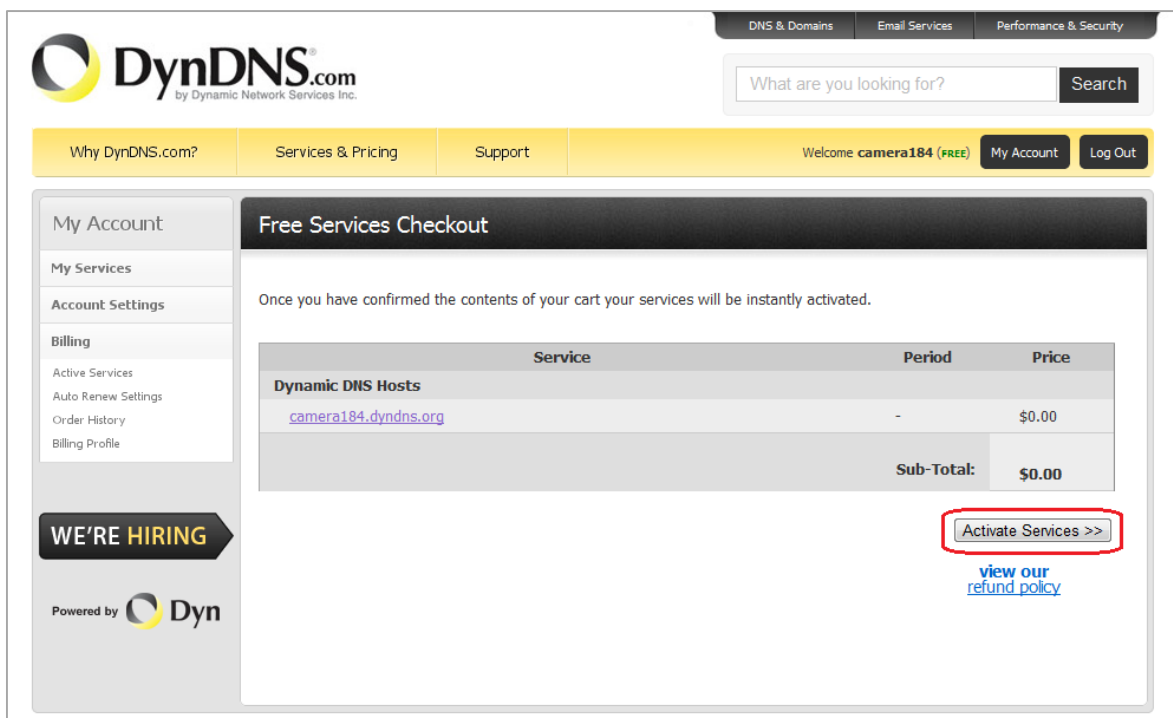 DNS & Domains Email Services Performance & Security
DynDNS.com
by Dynamic Network Services Inc.
What are you looking for? Search
Why DynDNS.com? Services & Pricing Support Welcome camera184 (FREE) My Account Log Out
My Account
My Services
Account Settings
Billing
Active Services
Auto Renew Settings
Order History
Billing Profile
WE'RE HIRING
Powered by Dyn
Free Services Checkout
Once you have confirmed the contents of your cart your services will be instantly activated.
Service Period Price
Dynamic DNS Hosts
camera184.dyndns.org - $0.00
Sub-Total: $0.00
Activate Services >>
view our
refund policy